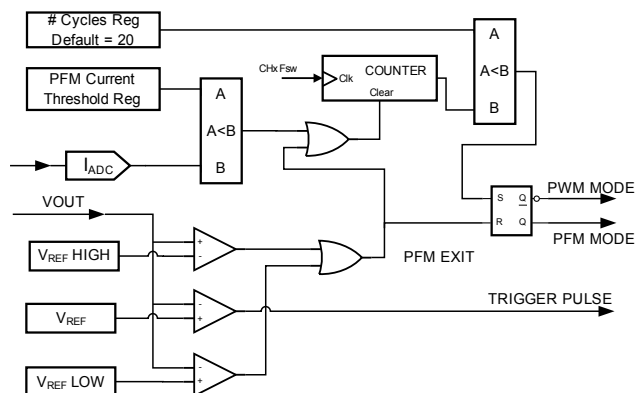 # Cycles Reg
Default = 20
PFM Current
Threshold Reg
A
A<B
B
IADC
CHx Fsw
Clk
COUNTER
Clear
A
A<B
B
S
Q
R
Q
PWM MODE
PFM MODE
VOUT
VREF HIGH
+
-
PFM EXIT
VREF
-
+
TRIGGER PULSE
VREF LOW
-
+